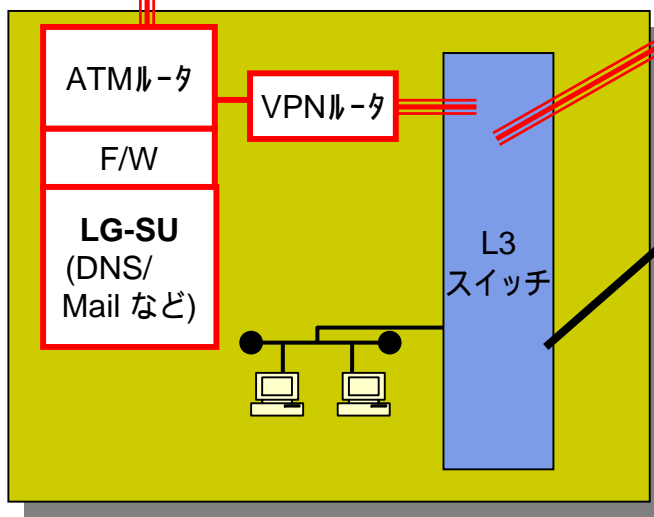 ATMルータ
VPNルータ
F/W
LG-SU
(DNS/
Mail など)
L3
スイッチ